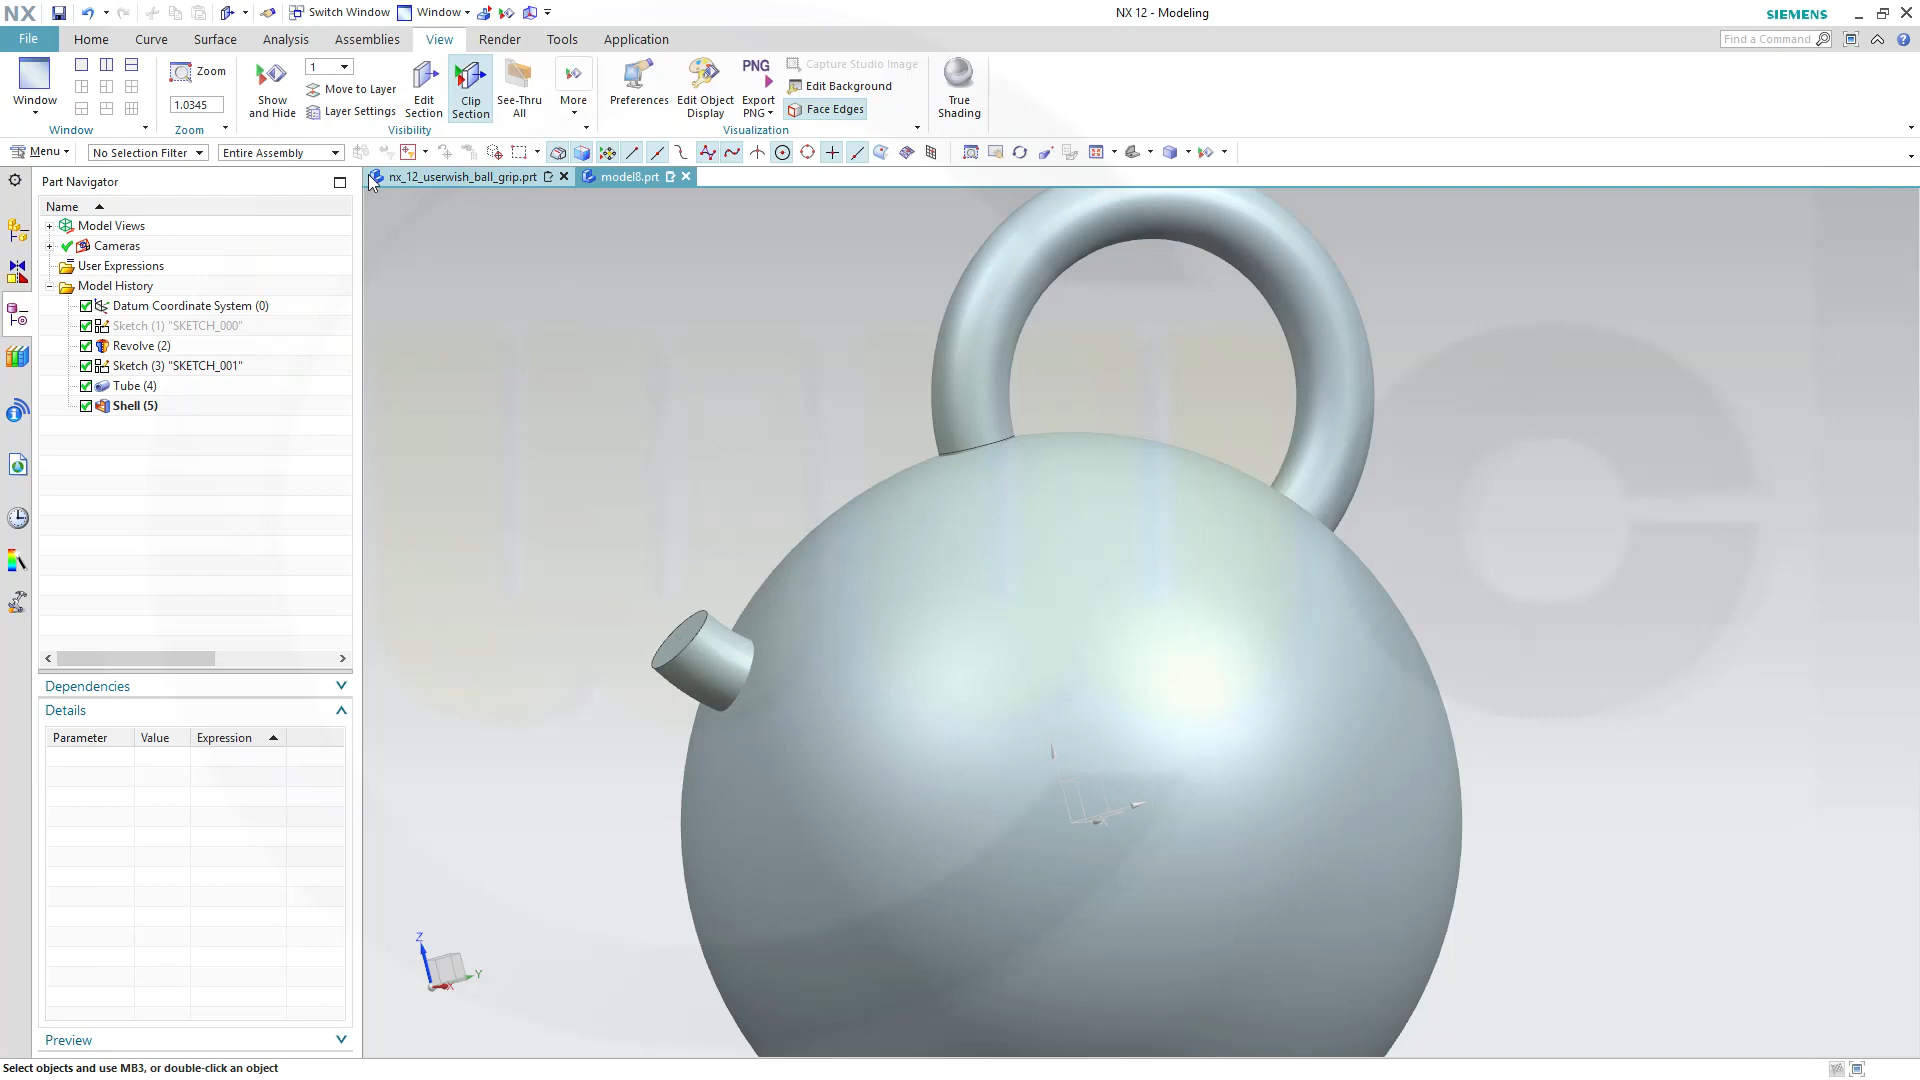 NX
Switch Window
Window
NX 12 - Modeling
SIEMENS
File
Home
Curve
Surface
Analysis
Assemblies
View
Render
Tools
Application
Find a Command
Window
Zoom
1.0345
Show and Hide
1
Move to Layer
Layer Settings
Edit Section
Clip Section
See-Thru All
More
Preferences
Edit Object Display
PNG
Export PNG
Capture Studio Image
Edit Background
Face Edges
True Shading
Window
Zoom
Visibility
Visualization
Menu
No Selection Filter
Entire Assembly
Part Navigator
nx_12_userwish_ball_grip.prt
model8.prt
Name
Model Views
Cameras
User Expressions
Model History
Datum Coordinate System (0)
Sketch (1) "SKETCH_000"
Revolve (2)
Sketch (3) "SKETCH_001"
Tube (4)
Shell (5)
Dependencies
Details
Parameter Value Expression
Z
Y
X
Preview
Select objects and use MB3, or double-click an object